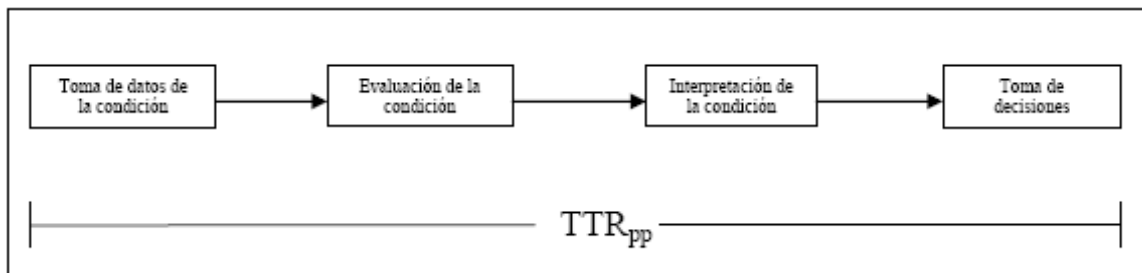 Toma de datos de
la condición
Evaluación de la
condición
Interpretación de
la condición
Toma de
decisiones
TTRpp